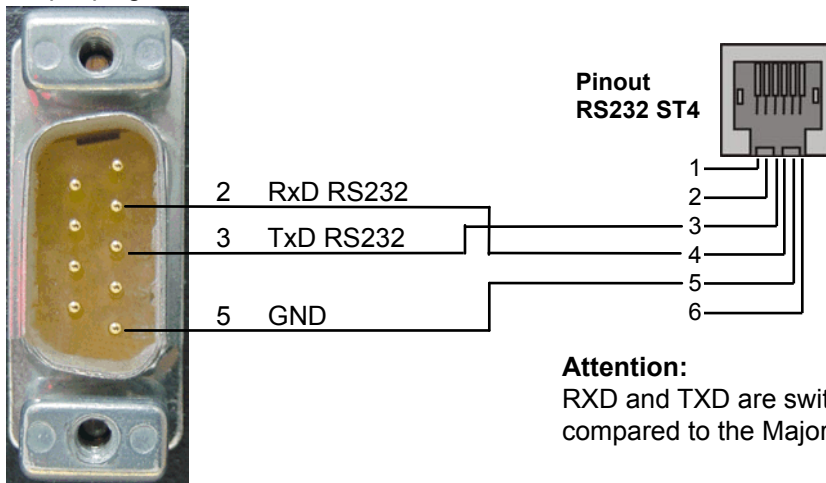 Pinout
RS232 ST4
1
2
2 RxD RS232
3
3 TxD RS232
4
5
5 GND
6
Attention:
RXD and TXD are
compared to the Major